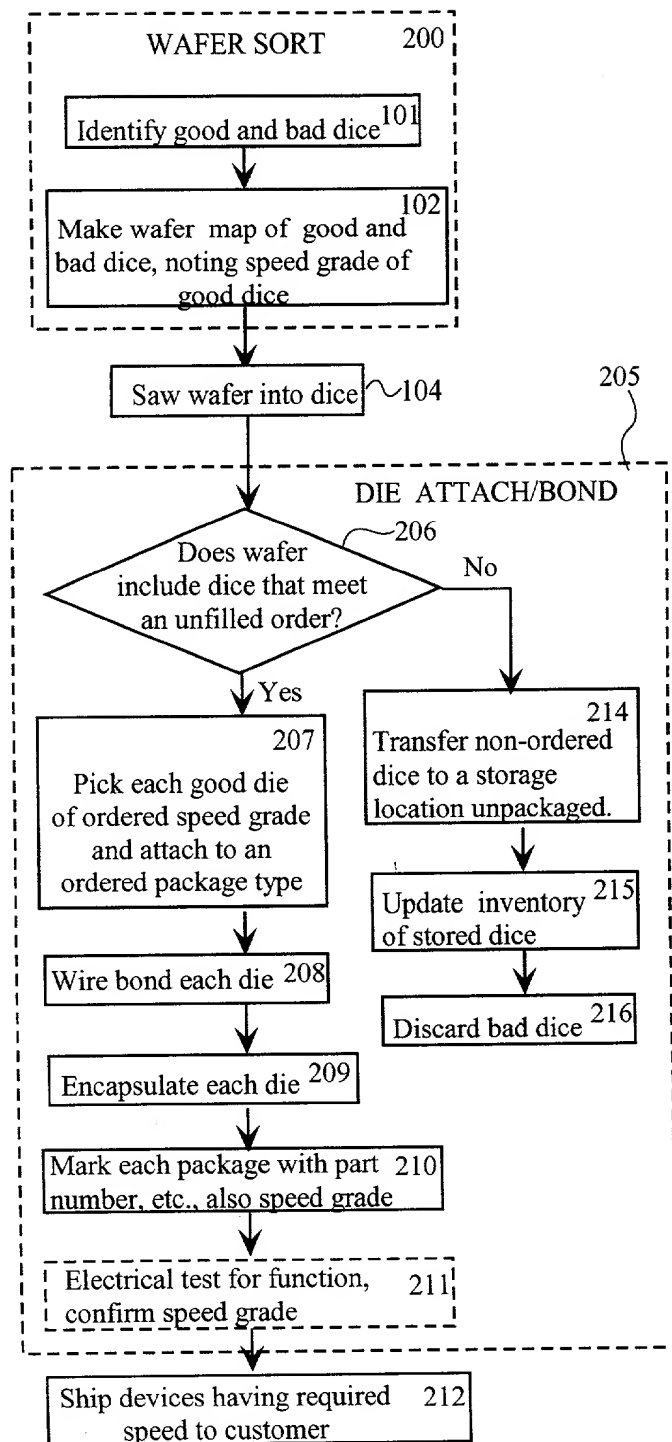 WAFER SORT 200
Identify good and bad dice 101
102
Make wafer map of good and
bad dice, noting speed grade of
good dice
Saw wafer into dice 104
205
DIE ATTACH/BOND
206
Does wafer
include dice that meet
an unfilled order?
No
Yes
207
Pick each good die
of ordered speed grade
and attach to an
ordered package type
214
Transfer non-ordered
dice to a storage
location unpackaged.
Update inventory 215
of stored dice
Discard bad dice 216
Wire bond each die 208
Encapsulate each die 209
Mark each package with part 210
number, etc., also speed grade
Electrical test for function, 211
confirm speed grade
Ship devices having required 212
speed to customer